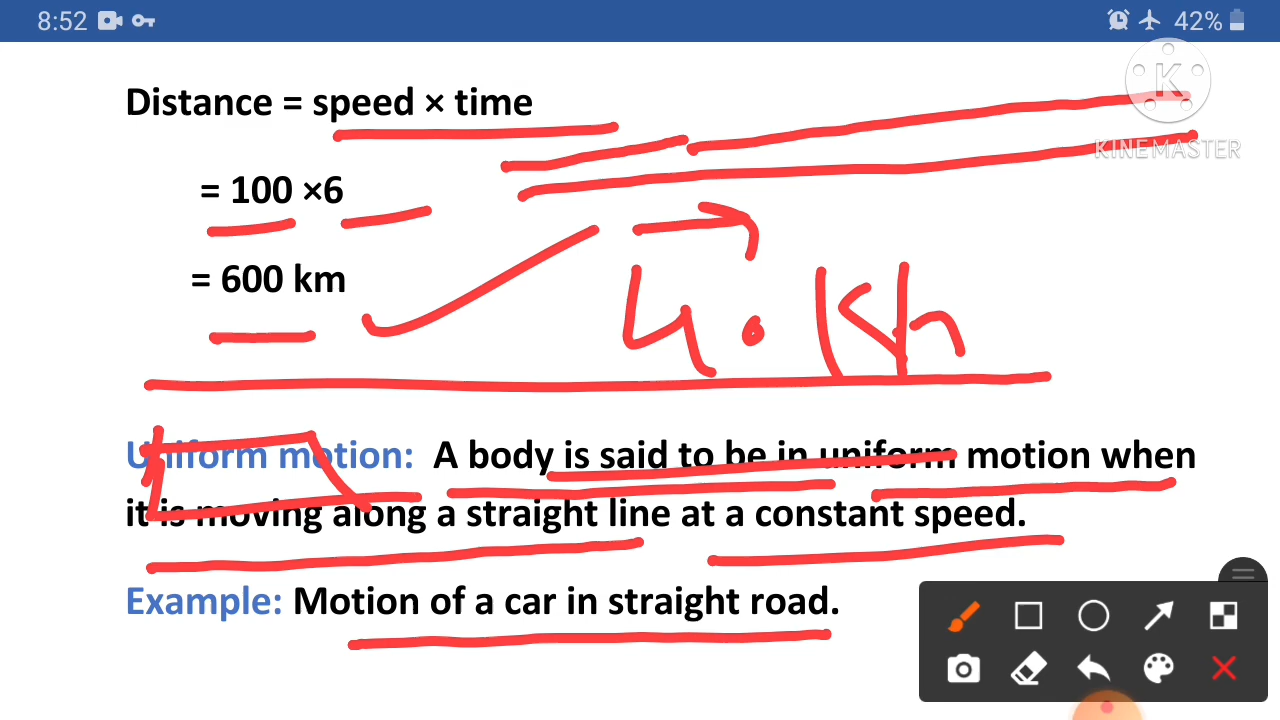 8:52 42%
Distance = speed × time
K
KINEMASTER
= 100 ×6
= 600 km
Uniform motion: A body is said to be in uniform motion when
it is moving along a straight line at a constant speed.
Example: Motion of a car in straight road.